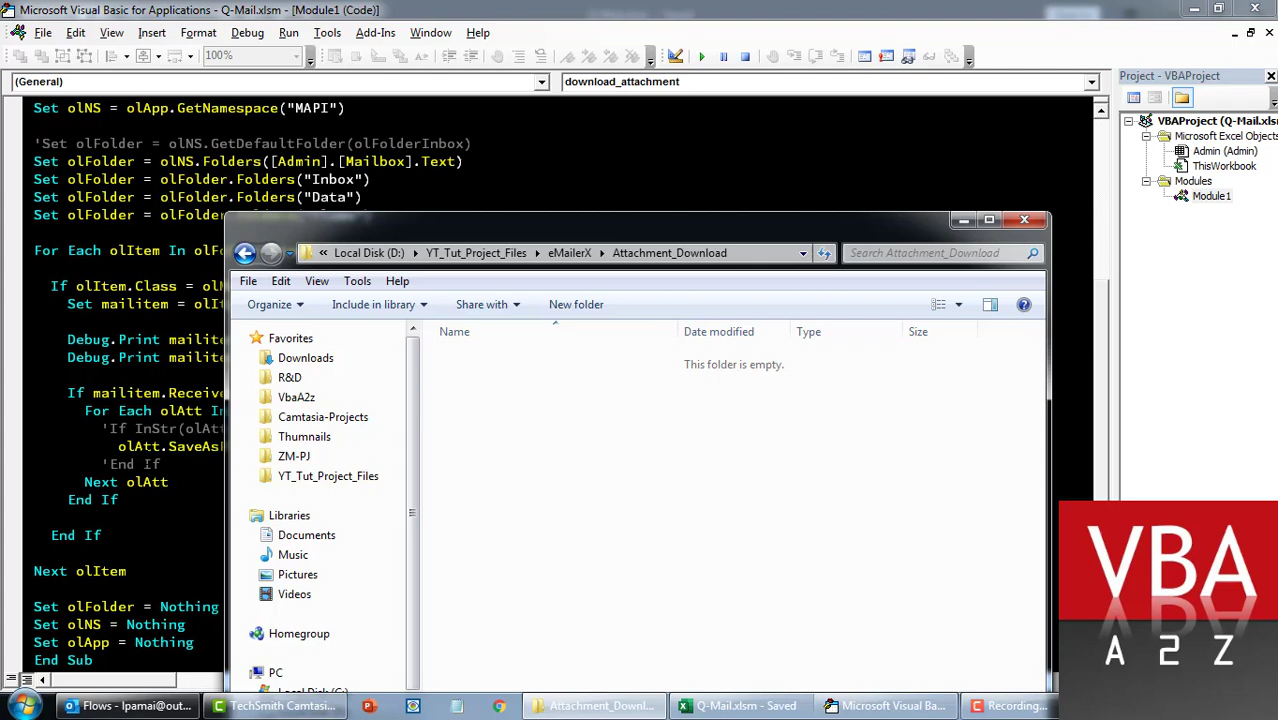 Microsoft Visual Basic for Applications - Q-Mail.xlsm - [Module1 (Code)]
File Edit View Insert Format Debug Run Tools Add-Ins Window Help
100%
(General) download_attachment
Project - VBAProject
VBAProject (Q-Mail.xlsm
Microsoft Excel Objects
Admin (Admin)
ThisWorkbook
Modules
Module1
Set olNS = olApp.GetNamespace("MAPI")
'Set olFolder = olNS.GetDefaultFolder(olFolderInbox)
Set olFolder = olNS.Folders([Admin].[Mailbox].Text)
Set olFolder = olFolder.Folders("Inbox")
Set olFolder = olFolder.Folders("Data")
Set olFolder = olFolder
For Each olItem In olFo
If olItem.Class = olM
Set mailitem = olIt
Debug.Print mailite
Debug.Print mailite
If mailitem.Receive
For Each olAtt In
'If InStr(olAtt
olAtt.SaveAsF
'End If
Next olAtt
End If
End If
Next olItem
Set olFolder = Nothing
Set olNS = Nothing
Set olApp = Nothing
End Sub
« Local Disk (D:) YT_Tut_Project_Files eMailerX Attachment_Download
Search Attachment_Download
File Edit View Tools Help
Organize Include in library Share with New folder
Name Date modified Type Size
This folder is empty.
Favorites
Downloads
R&D
VbaA2z
Camtasia-Projects
Thumnails
ZM-PJ
YT_Tut_Project_Files
Libraries
Documents
Music
Pictures
Videos
Homegroup
PC
VBA
A 2 Z
Flows - lpamai@out... TechSmith Camtasi... Attachment_Downl... Q-Mail.xlsm - Saved Microsoft Visual Bas... Recording...